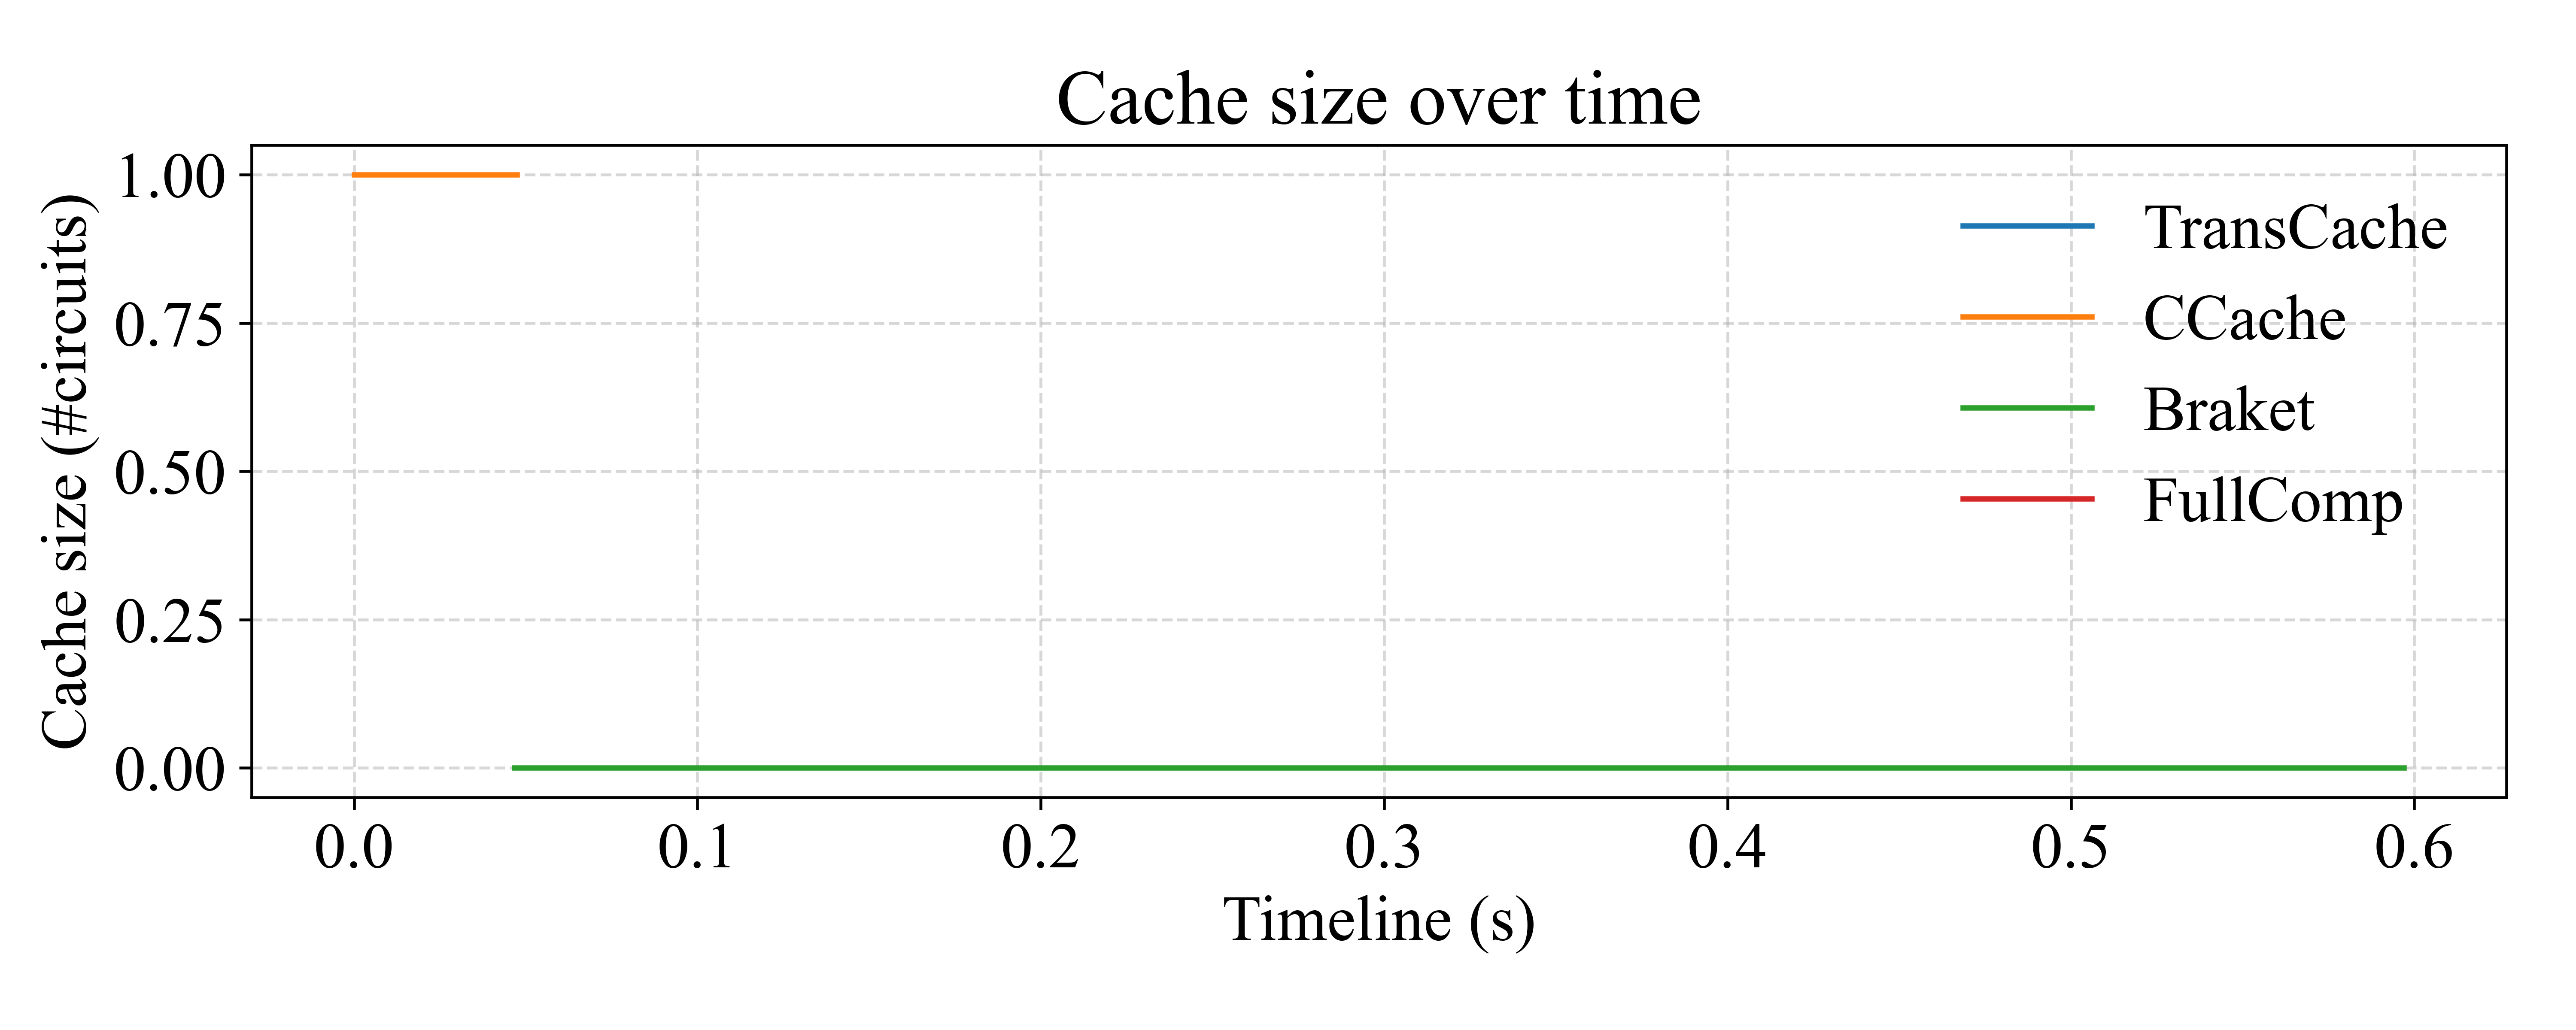 Cache size over time
Cache size (#circuits)
1.00
0.75
0.50
0.25
0.00
TransCache
CCache
Braket
FullComp
0.0 0.1 0.2 0.3 0.4 0.5 0.6
Timeline (s)